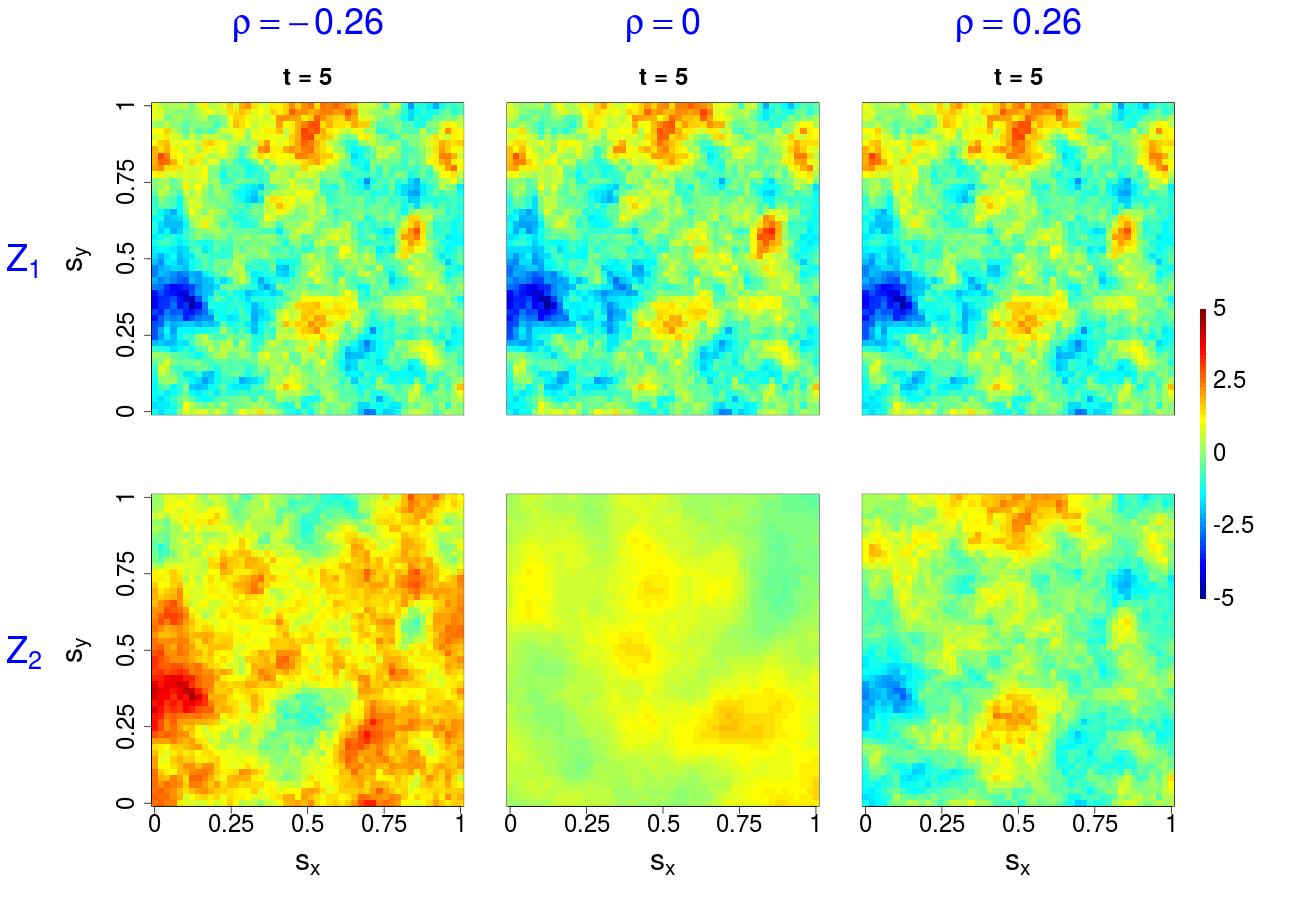 ρ = −0.26 ρ = 0 ρ = 0.26
t = 5 t = 5 t = 5
Z1
sy
1
0.75
0.5
0.25
0
5
2.5
0
-2.5
-5
Z2
sy
1
0.75
0.5
0.25
0
0 0.25 0.5 0.75 1 0 0.25 0.5 0.75 1 0 0.25 0.5 0.75 1
sx sx sx